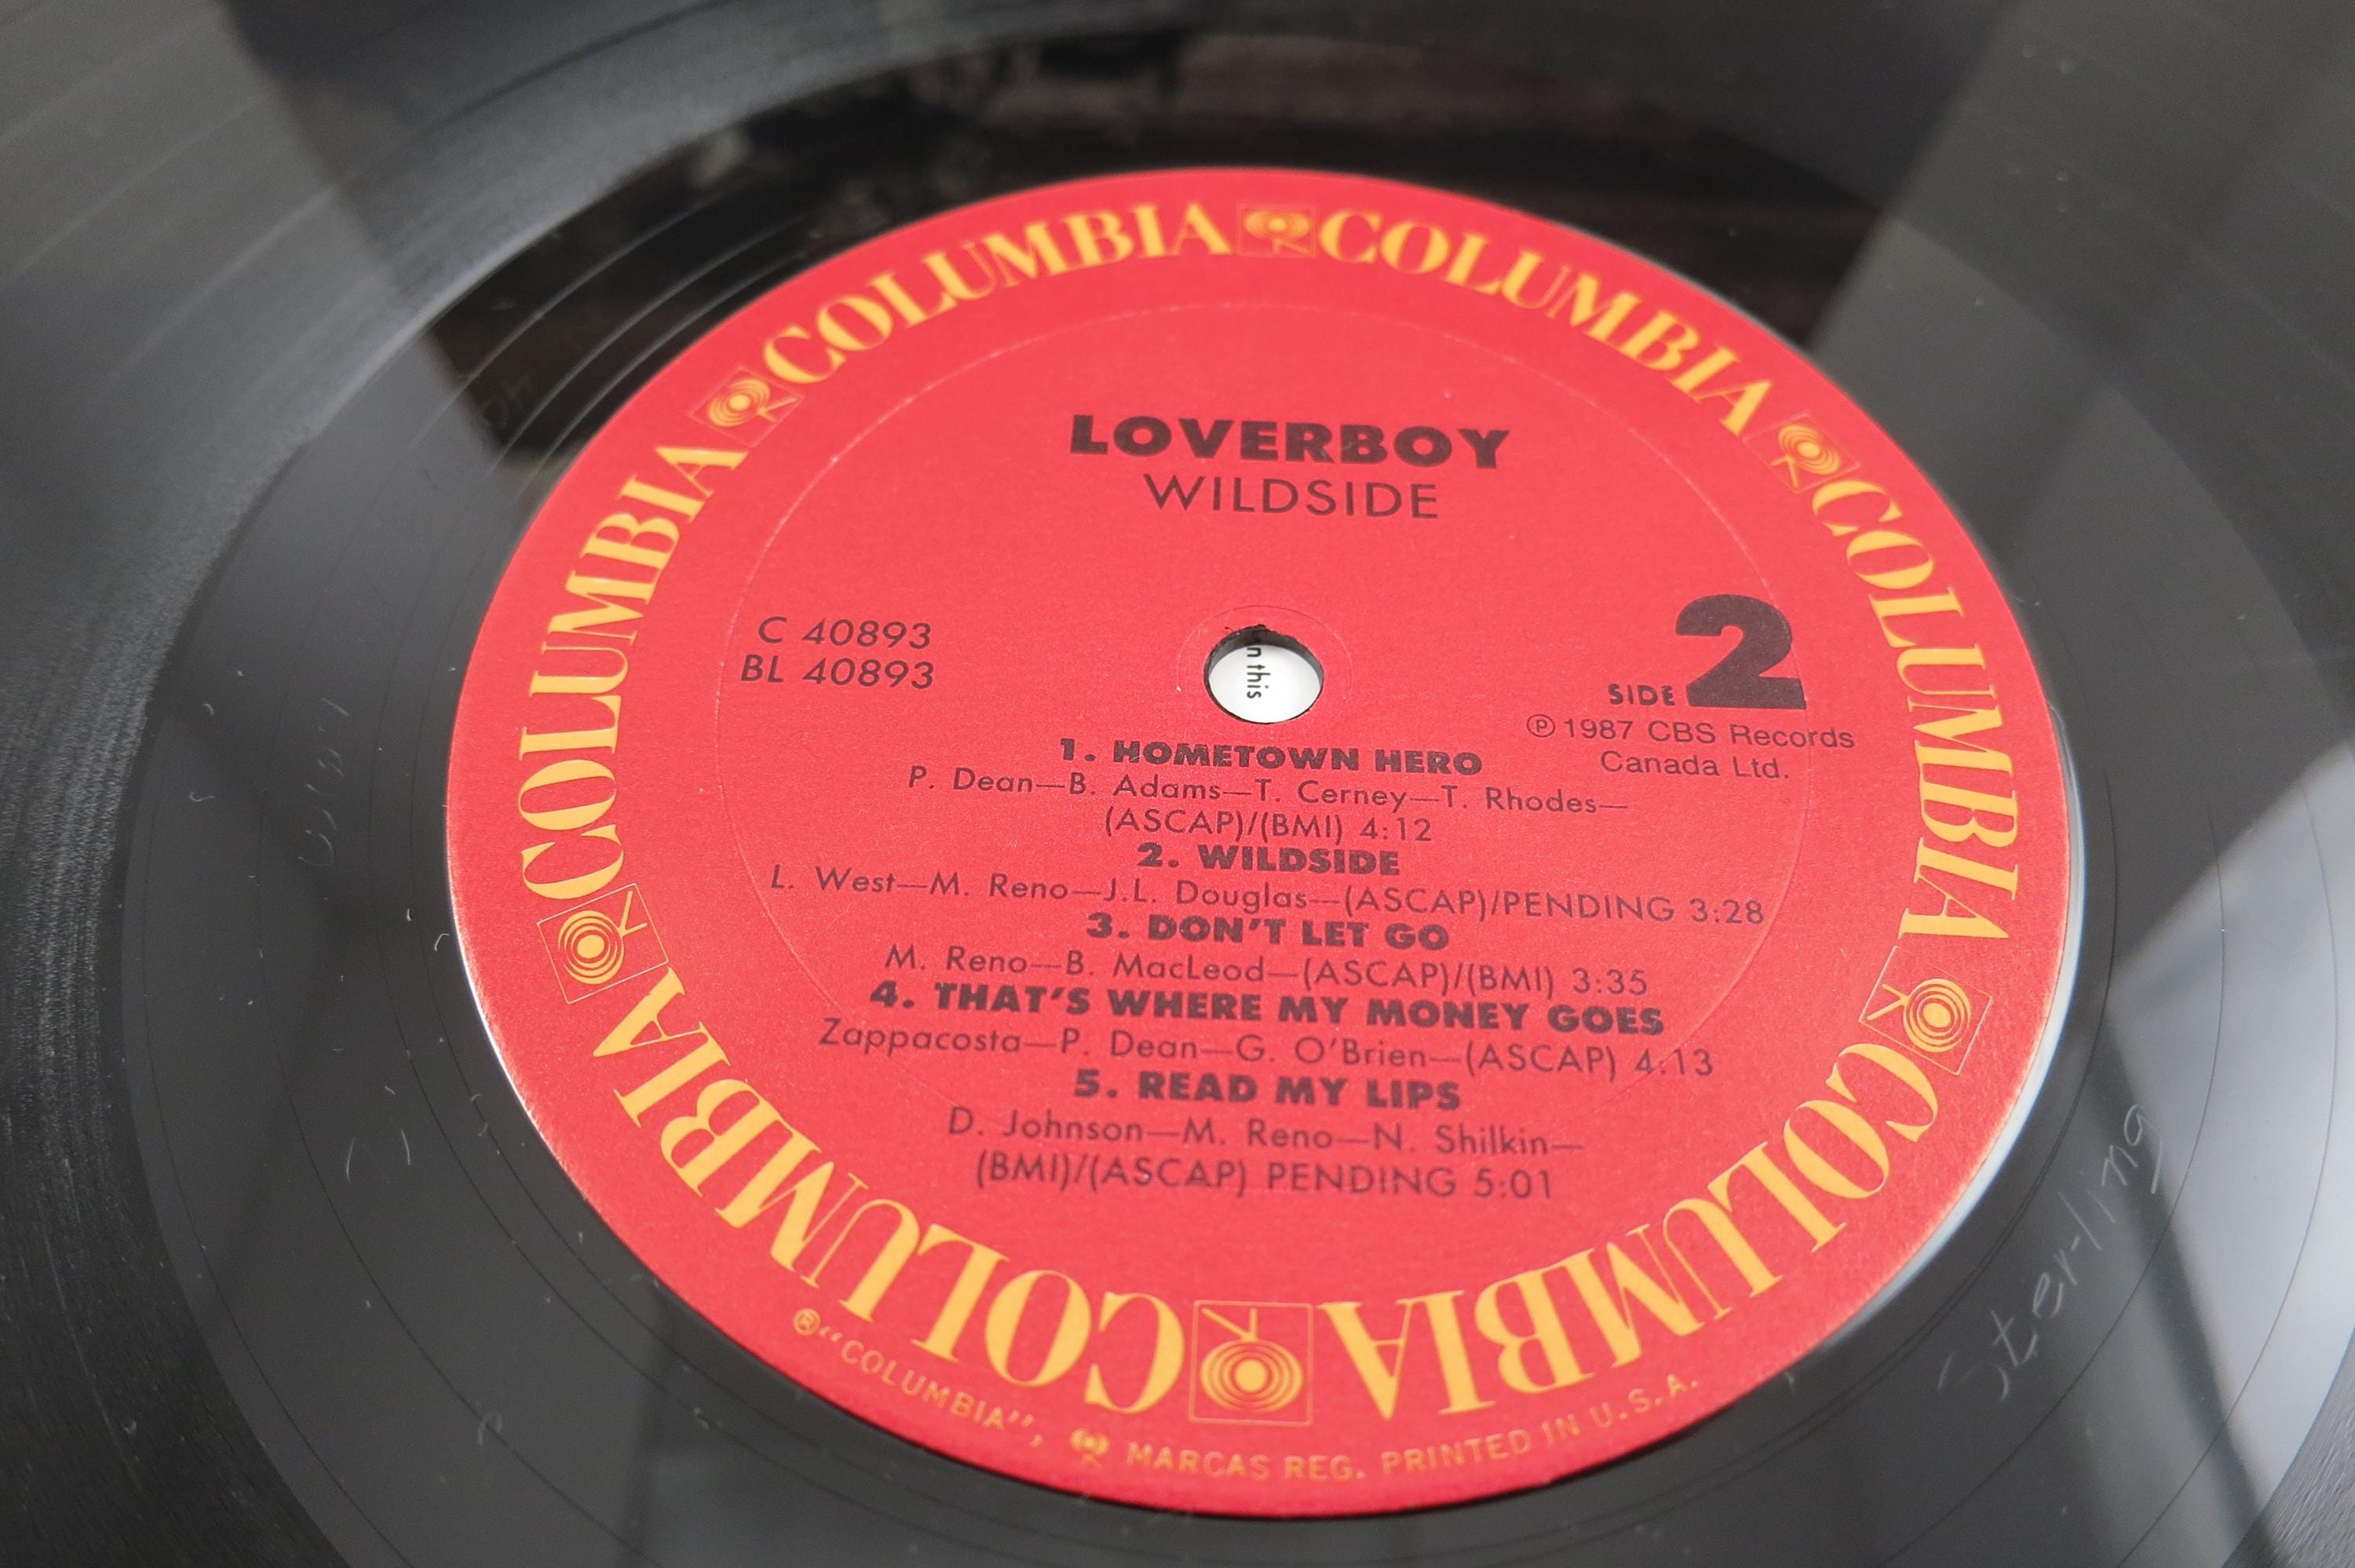 COLUMBIA COLUMBIA COLUMBIA COLUMBIA COLUMBIA COLUMBIA
LOVERBOY
WILDSIDE
C 40893
BL 40893
n this
SIDE 2
℗ 1987 CBS Records
Canada Ltd.
1. HOMETOWN HERO
P. Dean—B. Adams—T. Cerney—T. Rhodes—
(ASCAP)/(BMI) 4:12
2. WILDSIDE
L. West—M. Reno—J.L. Douglas—(ASCAP)/PENDING 3:28
3. DON'T LET GO
M. Reno—B. MacLeod—(ASCAP)/(BMI) 3:35
4. THAT'S WHERE MY MONEY GOES
Zappacosta—P. Dean—G. O'Brien—(ASCAP) 4:13
5. READ MY LIPS
D. Johnson—M. Reno—N. Shilkin—
(BMI)/(ASCAP) PENDING 5:01
® "COLUMBIA", MARCAS REG. PRINTED IN U.S.A.
Sterling